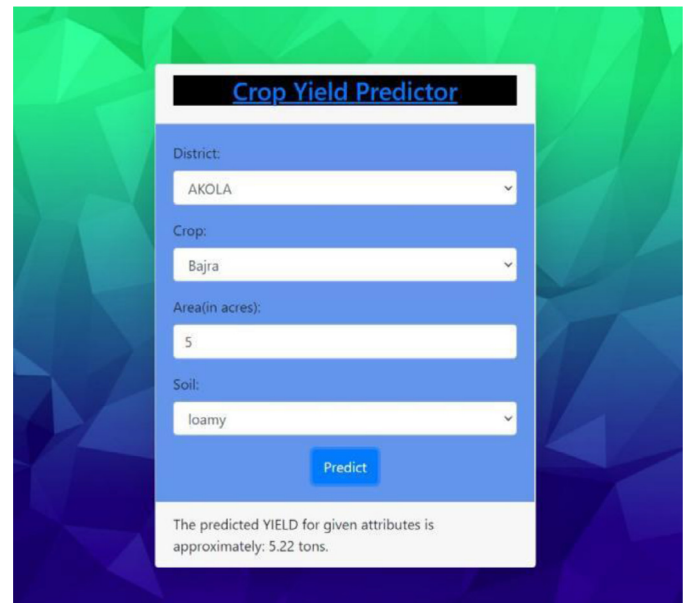 Crop Yield Predictor
District:
AKOLA
Crop:
Bajra
Area(in acres):
5
Soil:
loamy
Predict
The predicted YIELD for given attributes is
approximately: 5.22 tons.